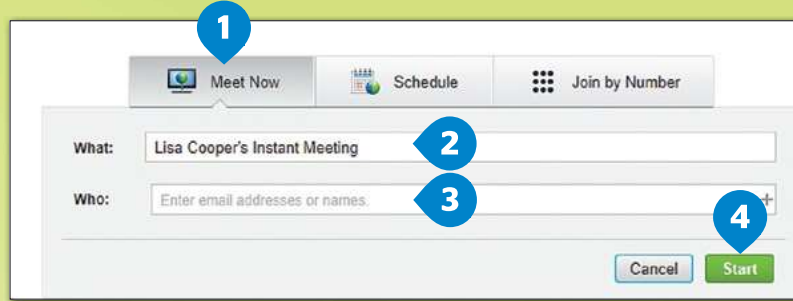 1
Meet Now Schedule Join by Number
What: Lisa Cooper's Instant Meeting 2
Who: Enter email addresses or names. 3
4
Cancel Start